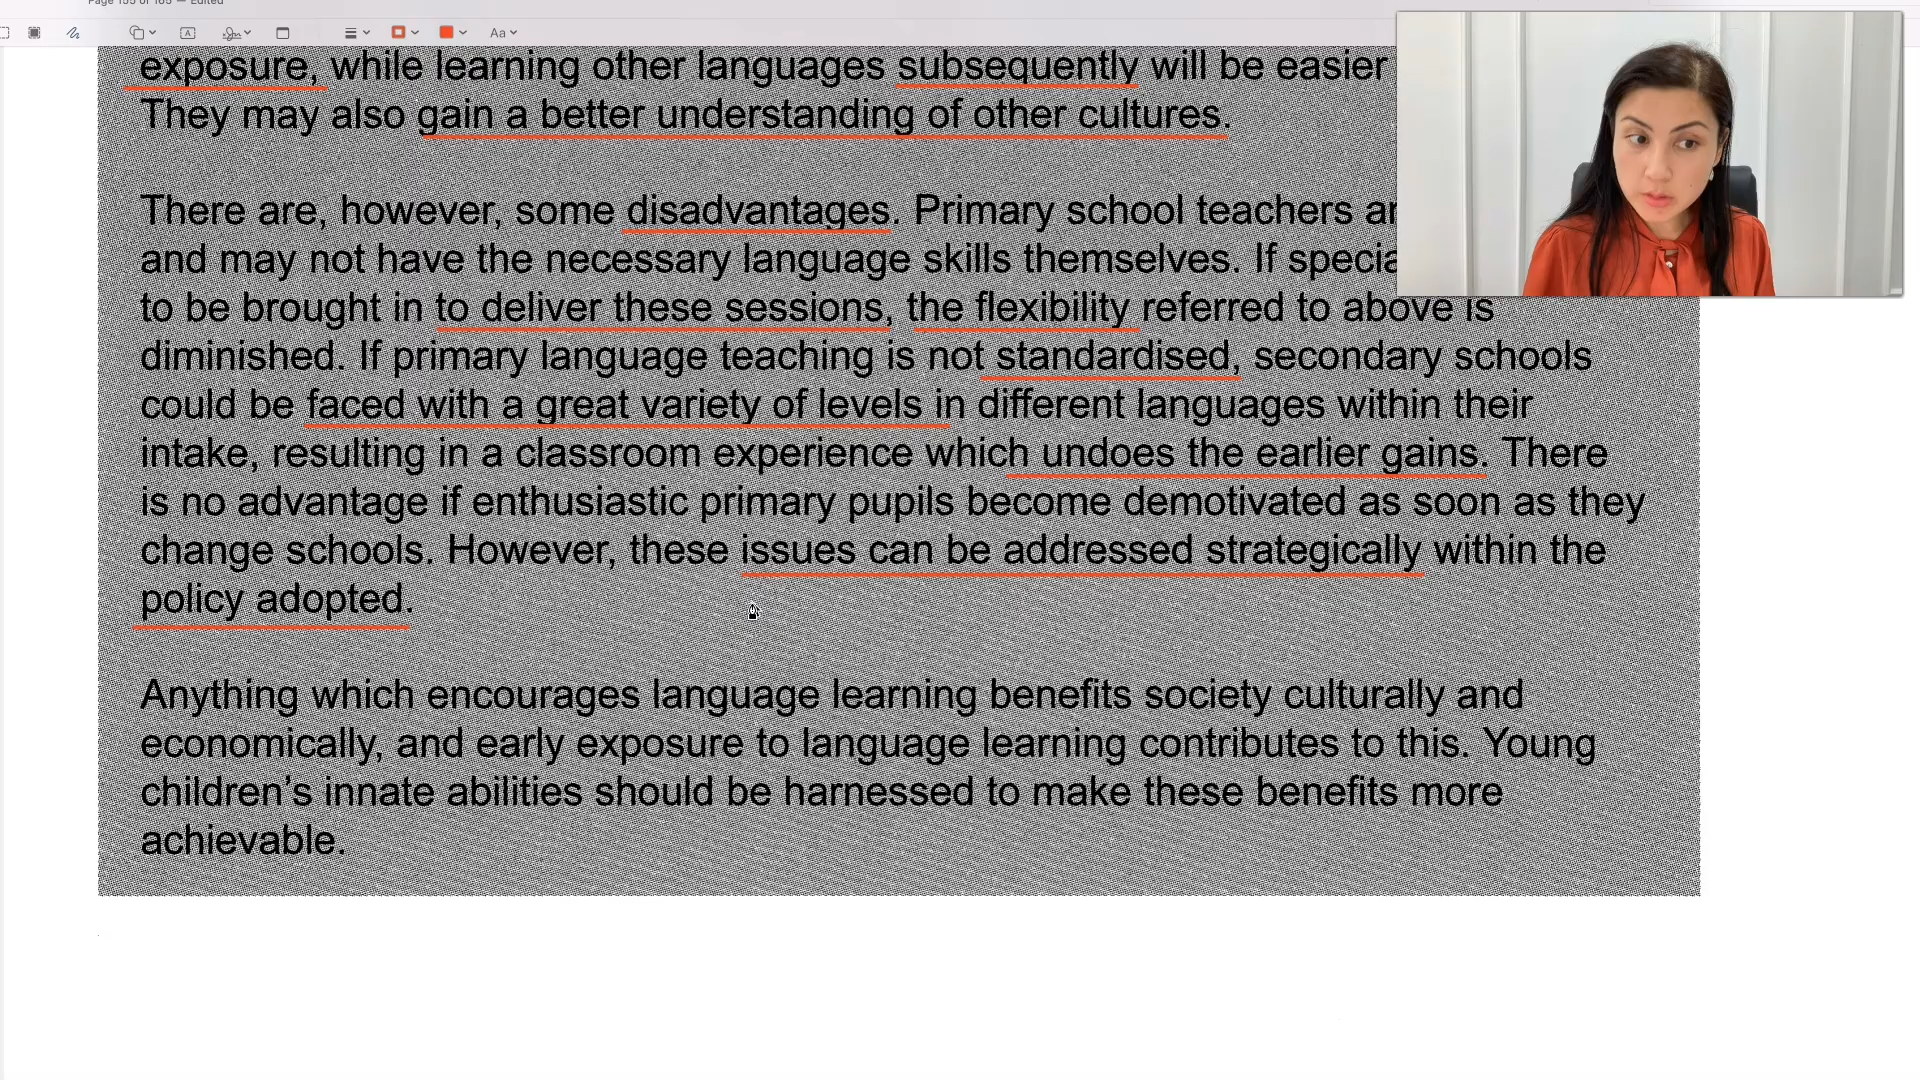 Page 155 of 165 — Edited
A
Aa
exposure, while learning other languages subsequently will be easier
They may also gain a better understanding of other cultures.
There are, however, some disadvantages. Primary school teachers
and may not have the necessary language skills themselves. If
to be brought in to deliver these sessions, the flexibility referred to above is
diminished. If primary language teaching is not standardised, secondary schools
could be faced with a great variety of levels in different languages within their
intake, resulting in a classroom experience which undoes the earlier gains. There
is no advantage if enthusiastic primary pupils become demotivated as soon as they
change schools. However, these issues can be addressed strategically within the
policy adopted.
Anything which encourages language learning benefits society culturally and
economically, and early exposure to language learning contributes to this. Young
children’s innate abilities should be harnessed to make these benefits more
achievable.